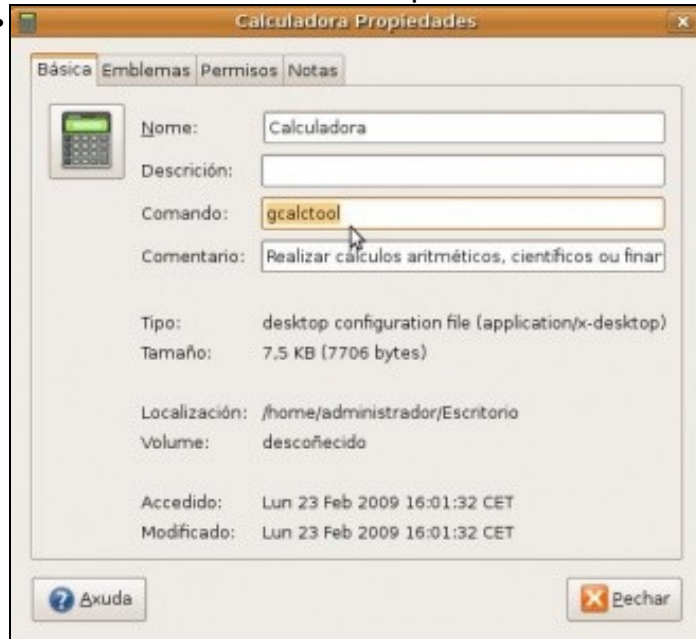 Calculadora Propiedades
Básica Emblemas Permisos Notas
Nome: Calculadora
Descrición:
Comando: gcalctool
Comentario: Realizar cálculos aritméticos, científicos ou finar
Tipo: desktop configuration file (application/x-desktop)
Tamaño: 7,5 KB (7706 bytes)
Localización: /home/administrador/Escritorio
Volume: descoñecido
Accedido: Lun 23 Feb 2009 16:01:32 CET
Modificado: Lun 23 Feb 2009 16:01:32 CET
Axuda Pechar